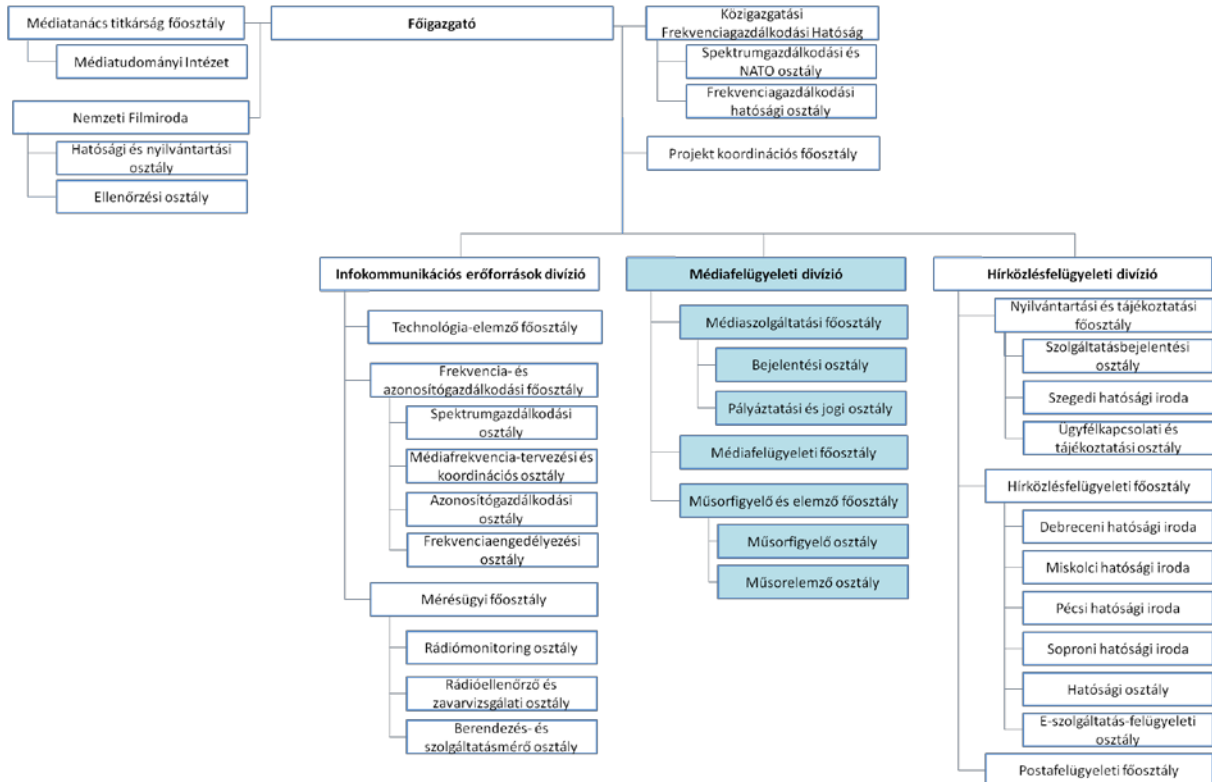 Médiatanács titkárság főosztály
Médiatudományi Intézet
Nemzeti Filmiroda
Hatósági és nyilvántartási
osztály
Ellenőrzési osztály
Főigazgató
Közigazgatási
Frekvenciagazdálkodási Hatóság
Spektrumgazdálkodási és
NATO osztály
Frekvenciagazdálkodási
hatósági osztály
Projekt koordinációs főosztály
Infokommunikációs erőforrások divízió
Technológia-elemző főosztály
Frekvencia- és
azonosítógazdálkodási főosztály
Spektrumgazdálkodási
osztály
Médiafrekvencia-tervezési és
koordinációs osztály
Azonosítógazdálkodási
osztály
Frekvenciaengedélyezési
osztály
Mérésügyi főosztály
Rádiómonitoring osztály
Rádióellenőrző és
zavarvizsgálati osztály
Berendezés- és
szolgáltatásmérő osztály
Médiafelügyeleti divízió
Médiaszolgáltatási főosztály
Bejelentési osztály
Pályáztatási és jogi osztály
Médiafelügyeleti főosztály
Műsorfigyelő és elemző főosztály
Műsorfigyelő osztály
Műsorelemző osztály
Hírközlésfelügyeleti divízió
Nyilvántartási és tájékoztatási
főosztály
Szolgáltatásbejelentési
osztály
Szegedi hatósági iroda
Ügyfélkapcsolati és
tájékoztatási osztály
Hírközlésfelügyeleti főosztály
Debreceni hatósági iroda
Miskolci hatósági iroda
Pécsi hatósági iroda
Soproni hatósági iroda
Hatósági osztály
E-szolgáltatás-felügyeleti
osztály
Postafelügyeleti főosztály